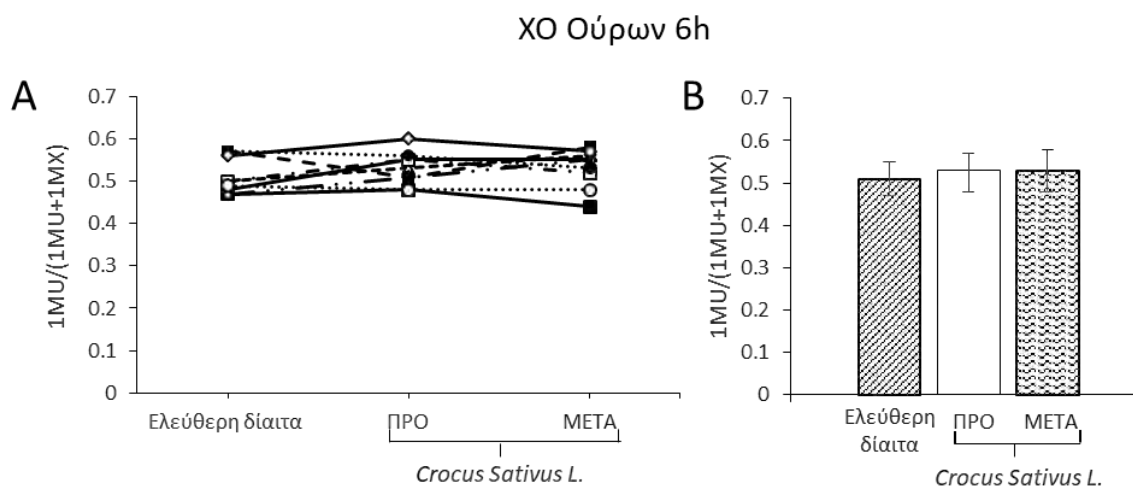 ΧΟ Ούρων 6h
A
1MU/(1MU+1MX)
0.7
0.6
0.5
0.4
0.3
0.2
0.1
0
Ελεύθερη δίαιτα
ΠΡΟ
ΜΕΤΑ
Crocus Sativus L.
B
1MU/(1MU+1MX)
0.7
0.6
0.5
0.4
0.3
0.2
0.1
0
Ελεύθερη
δίαιτα
ΠΡΟ
ΜΕΤΑ
Crocus Sativus L.